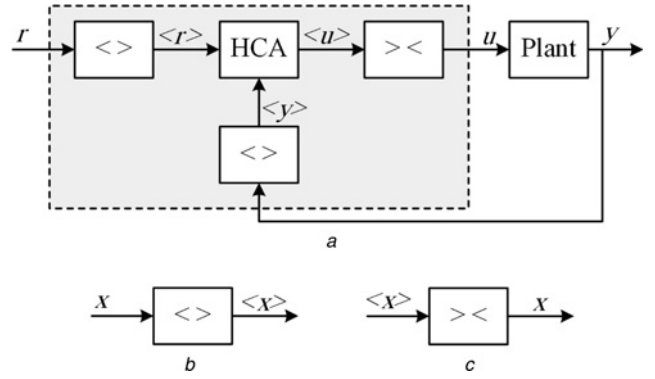 r < > <r> HCA <u> > < u Plant y
<y>
< >
a
x < > <x> <x> > < x
b c